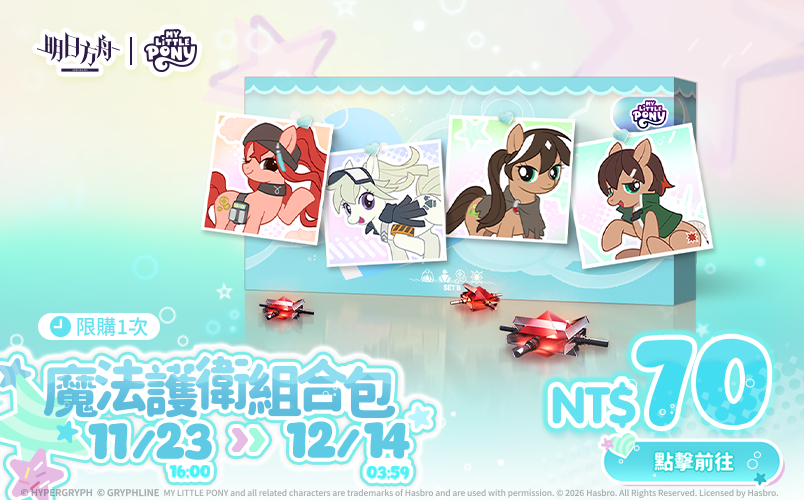 明日方舟
MY
LITTLE
PONY
MY
LITTLE
PONY
SET B
限購1次
魔法護衛組合包
11/23 12/14
16:00 03:59
NT$70
點擊前往
© HYPERGRYPH © GRYPHLINE MY LITTLE PONY and all related characters are trademarks of Hasbro and are used with permission. © 2026 Hasbro. All Rights Reserved. Licensed by Hasbro.